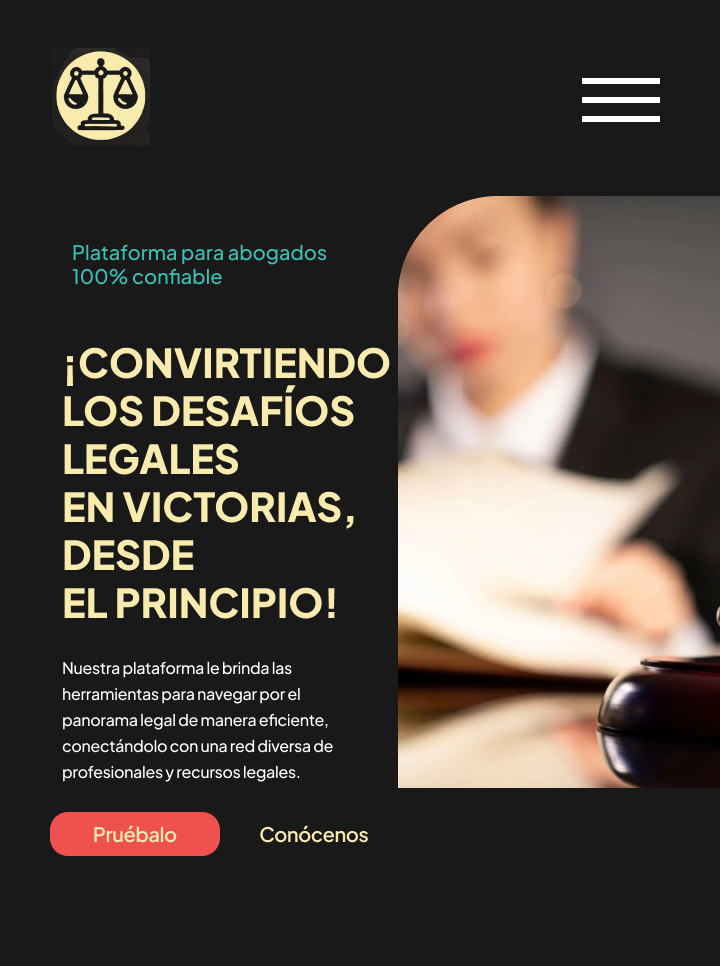 Plataforma para abogados
100% confiable
¡CONVIRTIENDO
LOS DESAFÍOS
LEGALES
EN VICTORIAS,
DESDE
EL PRINCIPIO!
Nuestra plataforma le brinda las
herramientas para navegar por el
panorama legal de manera eficiente,
conectándolo con una red diversa de
profesionales y recursos legales.
Pruébalo
Conócenos